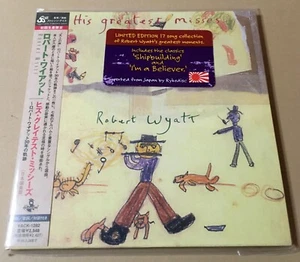 His greatest misses
LIMITED EDITION 17 song collection
of Robert Wyatt's greatest moments.
Includes the classics
'Shipbuilding'
and
'I'm a Believer.'
Imported from Japan by Rykodisc
Robert Wyatt
ロバート・ワイアット
ヒズ・グレイテスト・ミッシーズ